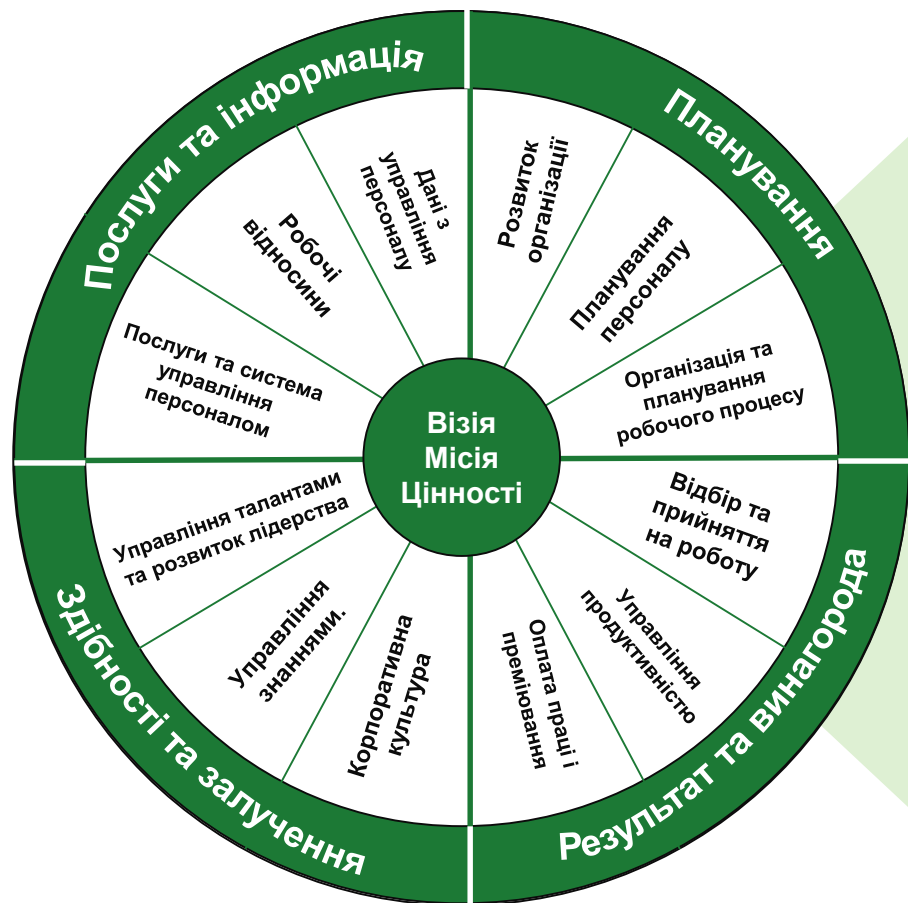 Послуги та інформація
Планування
Дані з
управління
персоналу
Розвиток
організації
Робочі
відносини
Планування
персоналу
Послуги та система
управління
персоналом
Організація та
планування
робочого процесу
Візія
Місія
Цінності
Управління талантами
та розвиток лідерства
Відбір та
прийняття
на роботу
Управління
знаннями.
Управління
продуктивністю
Корпоративна
культура
Оплата праці і
преміювання
Здібності та залучення
Результат та винагорода